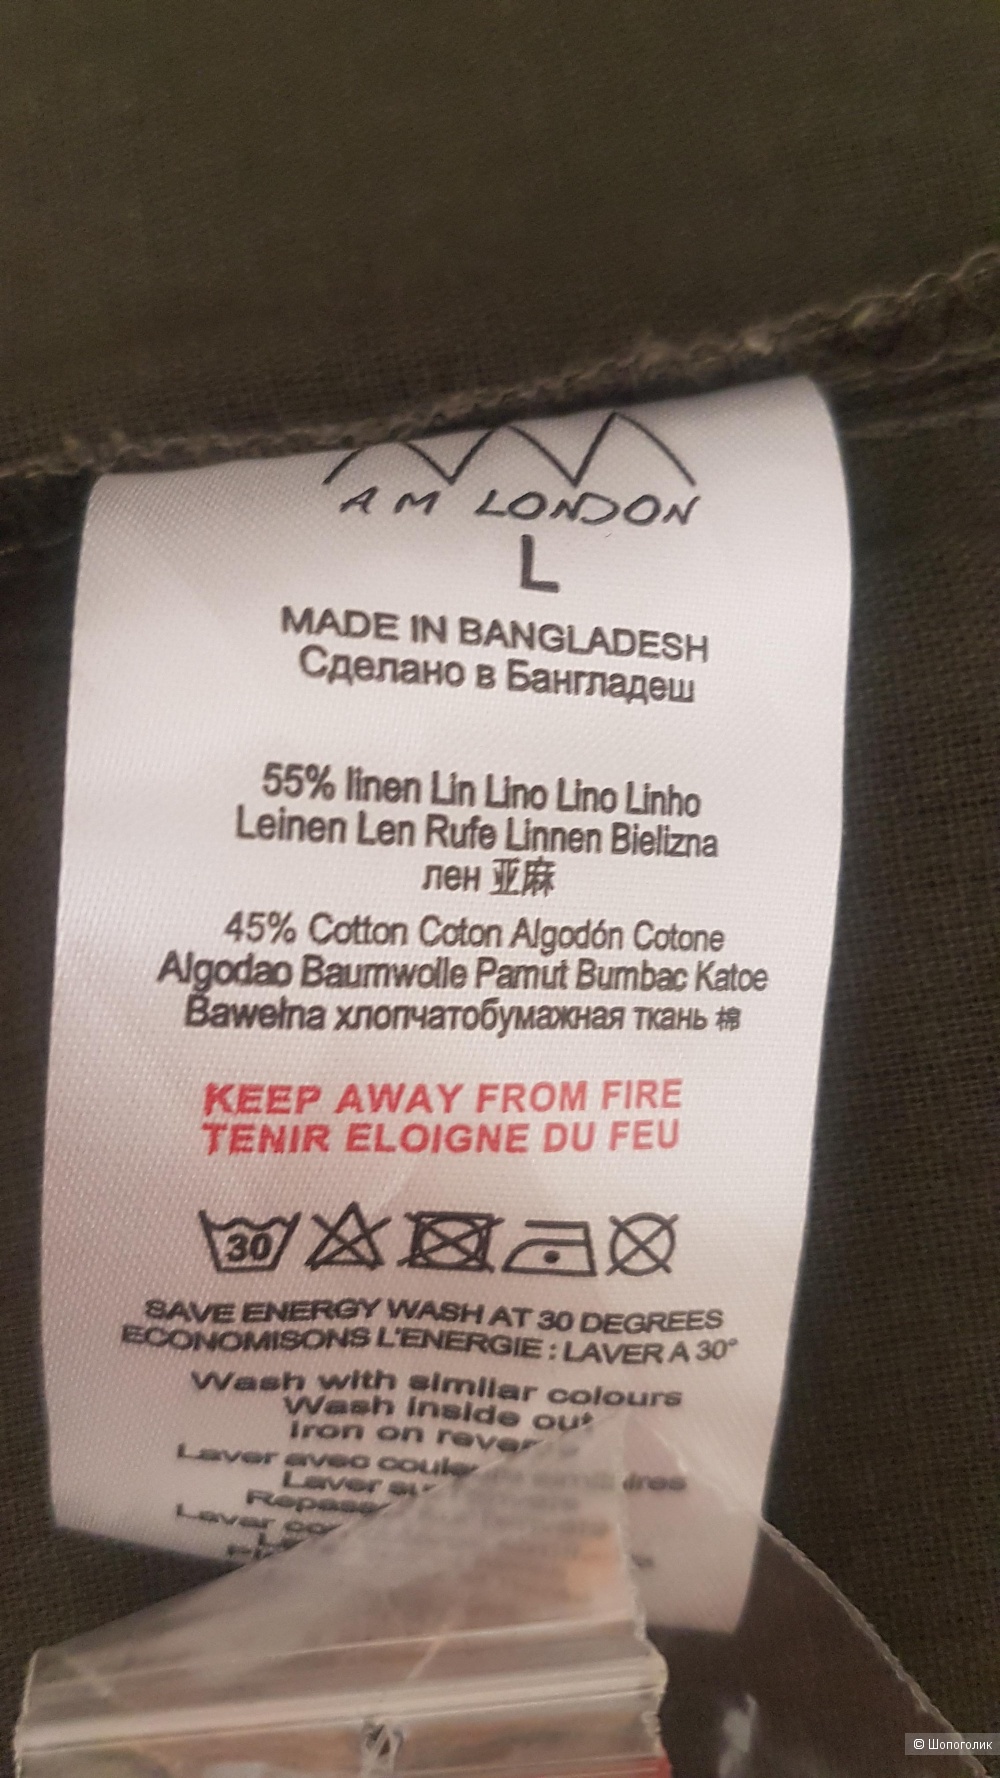 AM LONDON
L
MADE IN BANGLADESH
Сделано в Бангладеш
55% linen Lin Lino Lino Linho
Leinen Len Rufe Linnen Bielizna
лен 亚麻
45% Cotton Coton Algodón Cotone
Algodao Baumwolle Pamut Bumbac Katoe
Bawełna хлопчатобумажная ткань 棉
KEEP AWAY FROM FIRE
TENIR ELOIGNE DU FEU
30
SAVE ENERGY WASH AT 30 DEGREES
ECONOMISONS L'ENERGIE : LAVER A 30°
Wash with similar colours
Wash inside out
Iron on
Laver avec
Laver
© Шопоголик